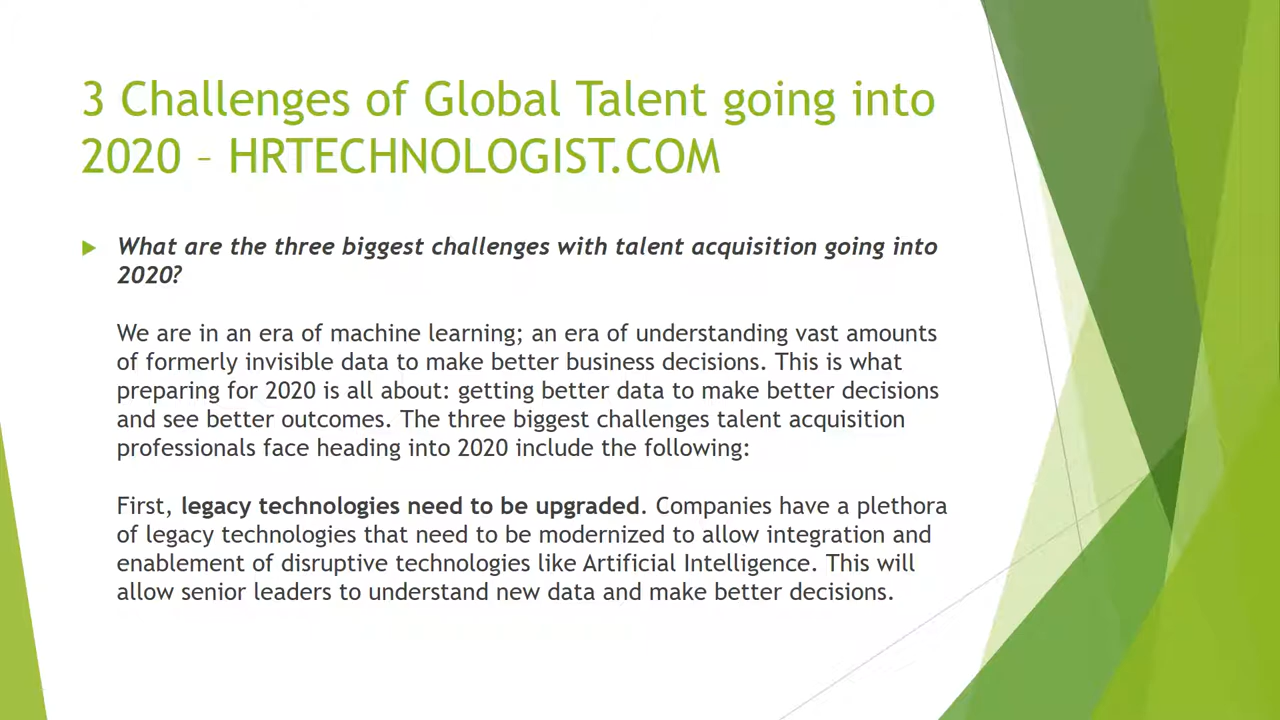 3 Challenges of Global Talent going into
2020 – HRTECHNOLOGIST.COM
What are the three biggest challenges with talent acquisition going into
2020?
We are in an era of machine learning; an era of understanding vast amounts
of formerly invisible data to make better business decisions. This is what
preparing for 2020 is all about: getting better data to make better decisions
and see better outcomes. The three biggest challenges talent acquisition
professionals face heading into 2020 include the following:
First, legacy technologies need to be upgraded. Companies have a plethora
of legacy technologies that need to be modernized to allow integration and
enablement of disruptive technologies like Artificial Intelligence. This will
allow senior leaders to understand new data and make better decisions.